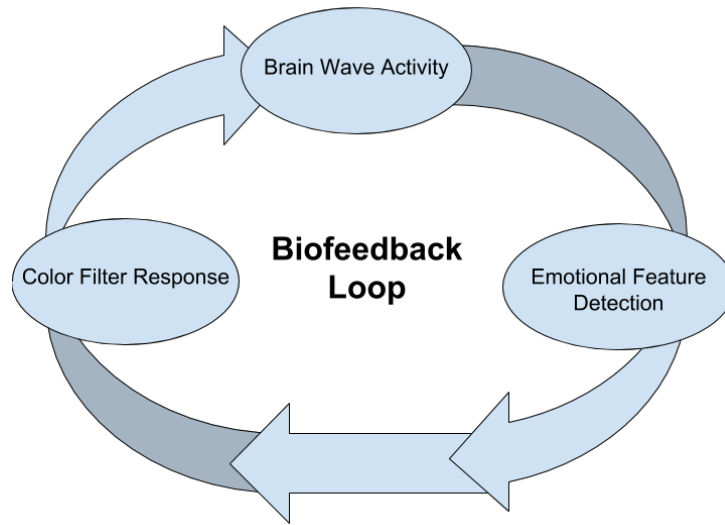 Brain Wave Activity
Biofeedback
Loop
Color Filter Response
Emotional Feature
Detection